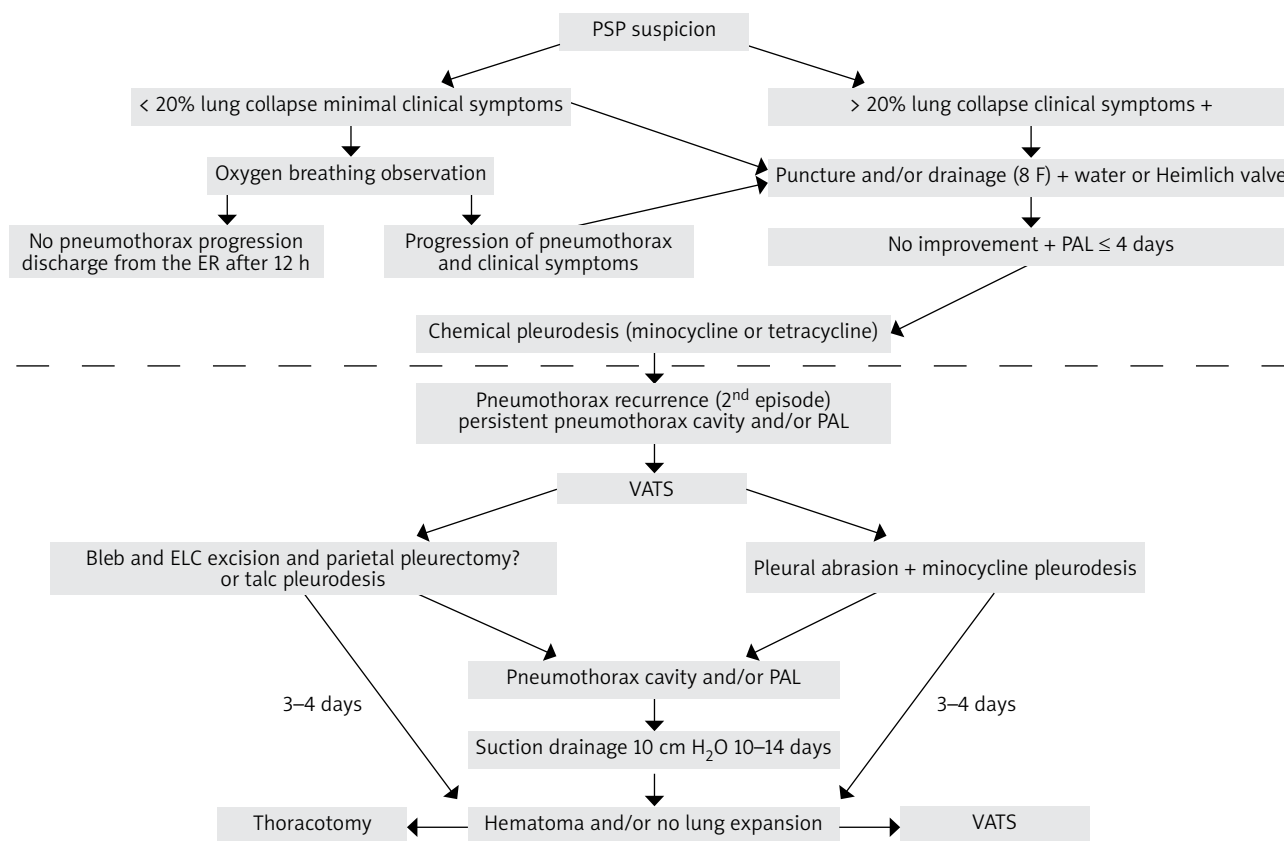 PSP suspicion
< 20% lung collapse minimal clinical symptoms
> 20% lung collapse clinical symptoms +
Oxygen breathing observation
Puncture and/or drainage (8 F) + water or Heimlich valve
No pneumothorax progression
discharge from the ER after 12 h
Progression of pneumothorax
and clinical symptoms
No improvement + PAL ≤ 4 days
Chemical pleurodesis (minocycline or tetracycline)
Pneumothorax recurrence (2nd episode)
persistent pneumothorax cavity and/or PAL
VATS
Bleb and ELC excision and parietal pleurectomy?
or talc pleurodesis
Pleural abrasion + minocycline pleurodesis
Pneumothorax cavity and/or PAL
3–4 days
3–4 days
Suction drainage 10 cm H2O 10–14 days
Thoracotomy
Hematoma and/or no lung expansion
VATS